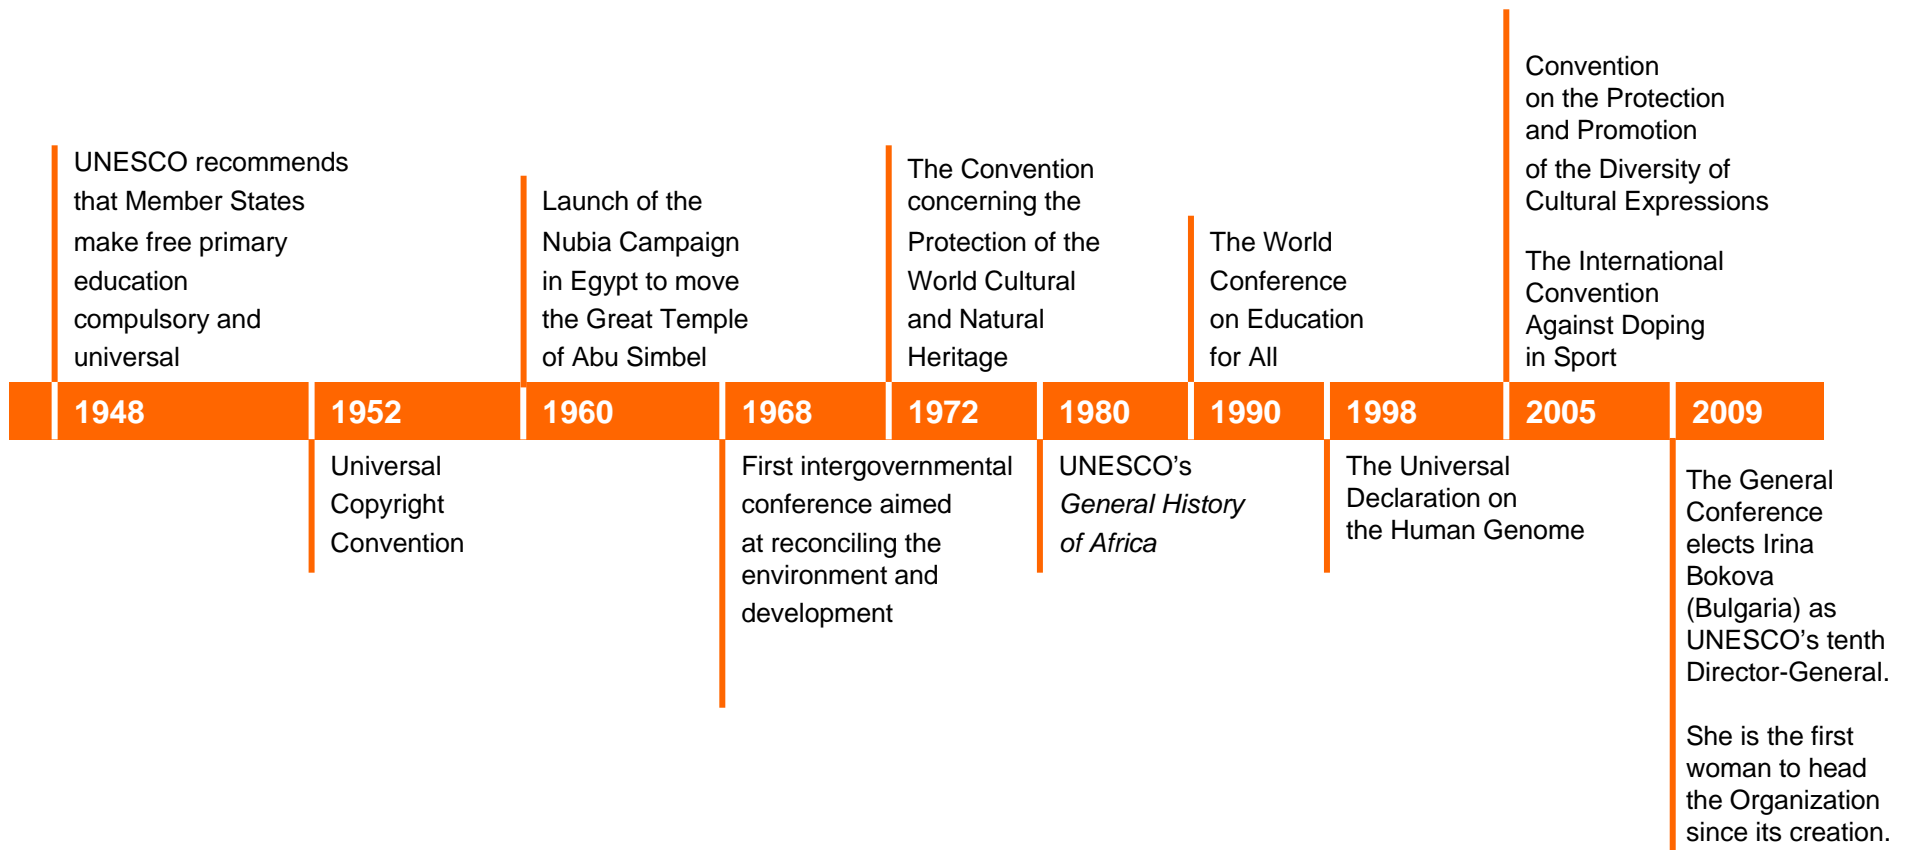 1948
UNESCO recommends
that Member States
make free primary
education
compulsory and
universal
1952
Universal
Copyright
Convention
1960
Launch of the
Nubia Campaign
in Egypt to move
the Great Temple
of Abu Simbel
1968
First intergovernmental
conference aimed
at reconciling the
environment and
development
1972
The Convention
concerning the
Protection of the
World Cultural
and Natural
Heritage
1980
UNESCO’s
General History
of Africa
1990
The World
Conference
on Education
for All
1998
The Universal
Declaration on
the Human Genome
2005
Convention
on the Protection
and Promotion
of the Diversity of
Cultural Expressions
The International
Convention
Against Doping
in Sport
2009
The General
Conference
elects Irina
Bokova
(Bulgaria) as
UNESCO’s tenth
Director-General.
She is the first
woman to head
the Organization
since its creation.